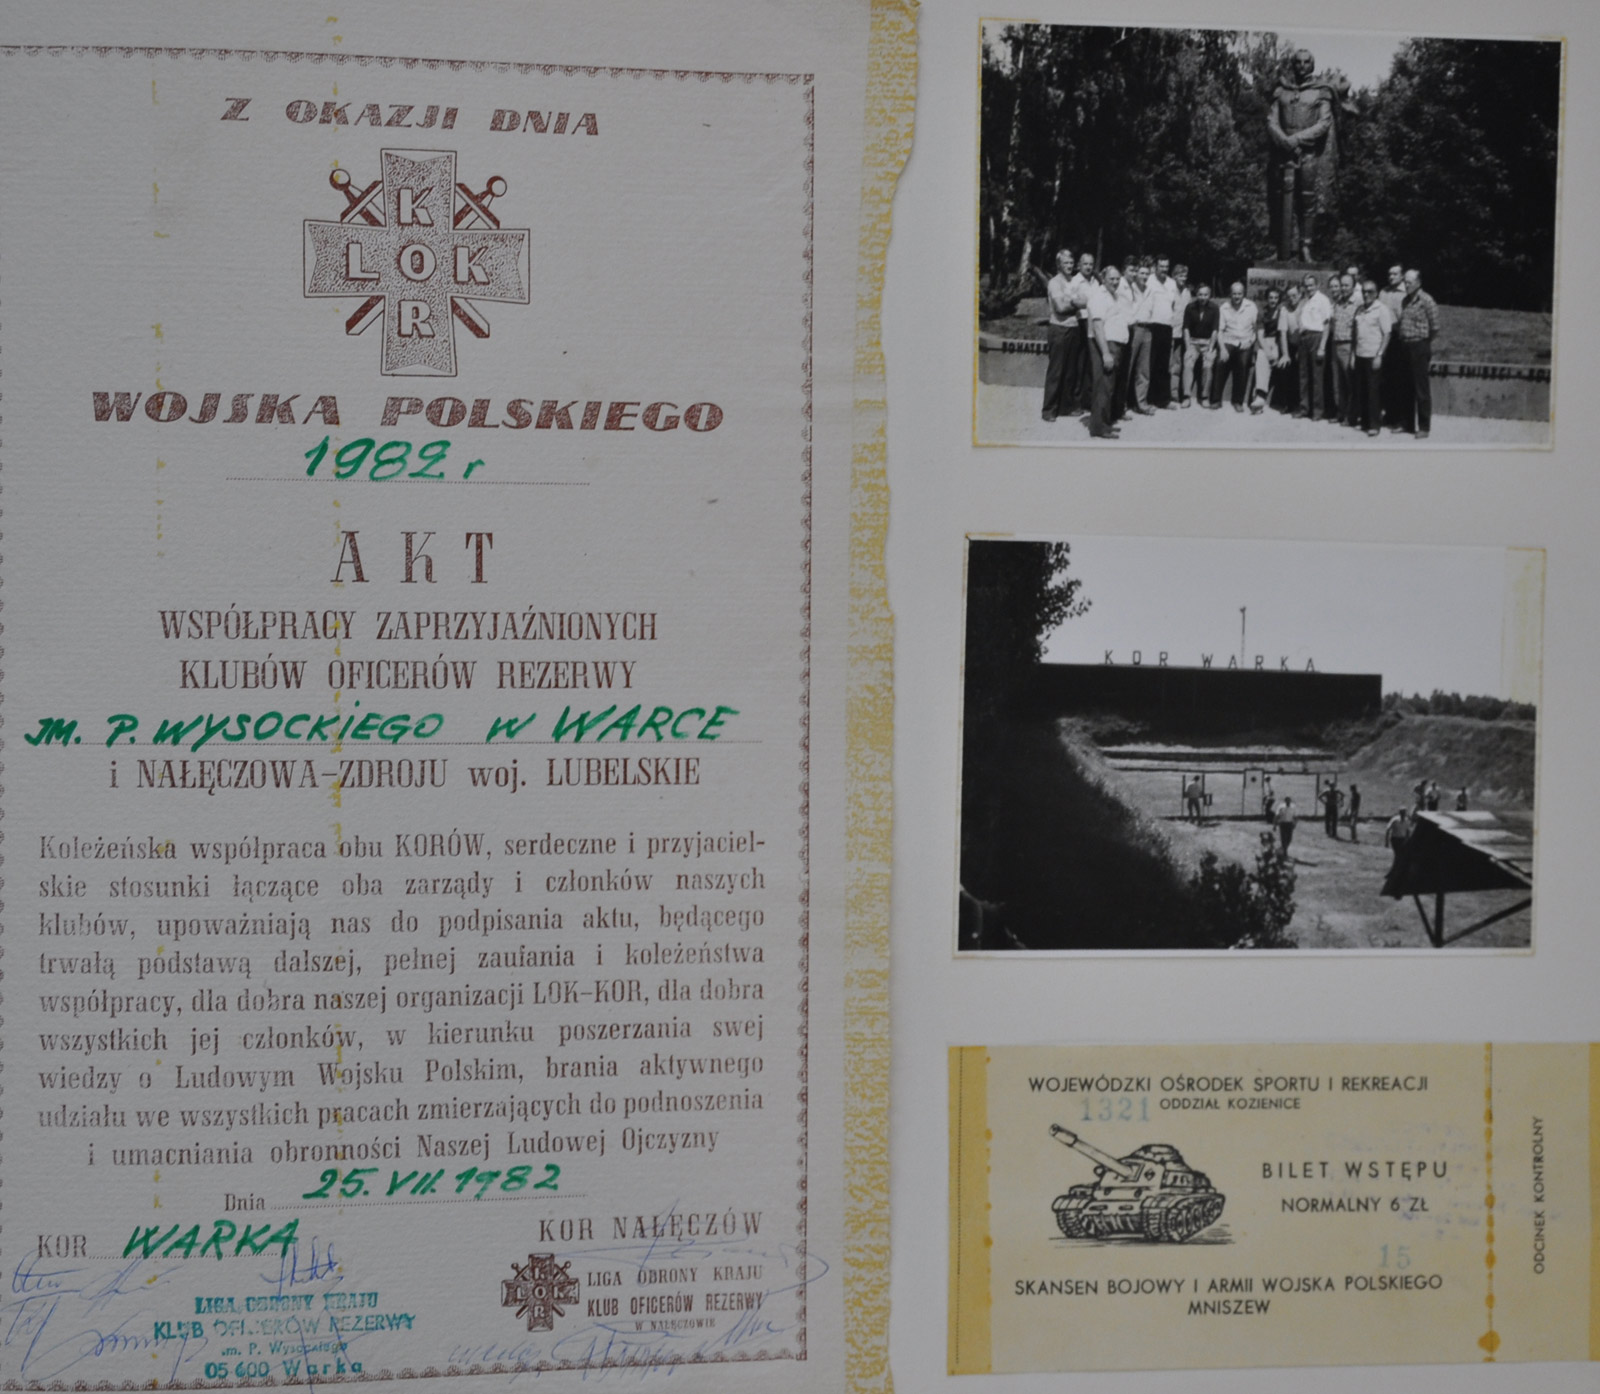 Z OKAZJI DNIA
K
LOK
R
WOJSKA POLSKIEGO
1982 r
AKT
WSPÓŁPRACY ZAPRZYJAŹNIONYCH
KLUBÓW OFICERÓW REZERWY
IM. P. WYSOCKIEGO W WARCE
i NAŁĘCZOWA-ZDROJU woj. LUBELSKIE
Koleżeńska współpraca obu KORÓW, serdeczne i przyjaciel-
skie stosunki łączące oba zarządy i członków naszych
klubów, upoważniają nas do podpisania aktu, będącego
trwałą podstawą dalszej, pełnej zaufania i koleżeństwa
współpracy, dla dobra naszej organizacji LOK-KOR, dla dobra
wszystkich jej członków, w kierunku poszerzania swej
wiedzy o Ludowym Wojsku Polskim, brania aktywnego
udziału we wszystkich pracach zmierzających do podnoszenia
i umacniania obronności Naszej Ludowej Ojczyzny
Dnia 25. VII. 1982
KOR WARKA
KOR NAŁĘCZÓW
LIGA OBRONY KRAJU
KLUB OFICERÓW REZERWY
im. P. Wysockiego
05 600 Warka
K
LOK
R
LIGA OBRONY KRAJU
KLUB OFICERÓW REZERWY
W NAŁĘCZOWIE
KOR WARKA
WOJEWÓDZKI OŚRODEK SPORTU I REKREACJI
ODDZIAŁ KOZIENICE
1321
BILET WSTĘPU
NORMALNY 6 ZŁ
15
SKANSEN BOJOWY I ARMII WOJSKA POLSKIEGO
MNISZEW
ODCINEK KONTROLNY